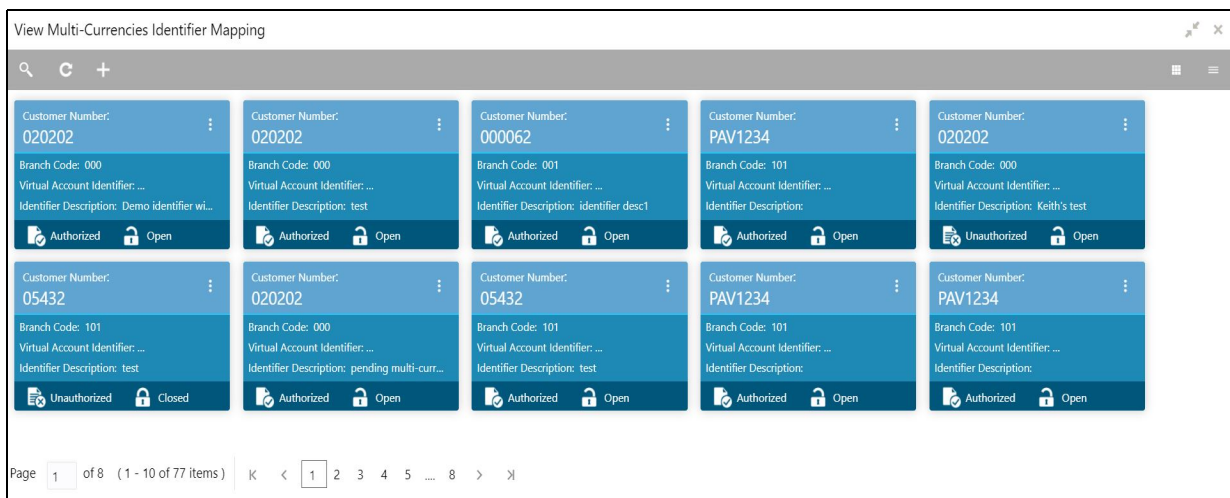 View Multi-Currencies Identifier Mapping
Customer Number:
020202
Branch Code: 000
Virtual Account Identifier: ...
Identifier Description: Demo identifier wi...
Authorized Open
Customer Number:
020202
Branch Code: 000
Virtual Account Identifier: ...
Identifier Description: test
Authorized Open
Customer Number:
000062
Branch Code: 001
Virtual Account Identifier: ...
Identifier Description: identifier desc1
Authorized Open
Customer Number:
PAV1234
Branch Code: 101
Virtual Account Identifier: ...
Identifier Description:
Authorized Open
Customer Number:
020202
Branch Code: 000
Virtual Account Identifier: ...
Identifier Description: Keith's test
Unauthorized Open
Customer Number:
05432
Branch Code: 101
Virtual Account Identifier: ...
Identifier Description: test
Unauthorized Closed
Customer Number:
020202
Branch Code: 000
Virtual Account Identifier: ...
Identifier Description: pending multi-curr...
Authorized Open
Customer Number:
05432
Branch Code: 101
Virtual Account Identifier: ...
Identifier Description: test
Authorized Open
Customer Number:
PAV1234
Branch Code: 101
Virtual Account Identifier: ...
Identifier Description:
Authorized Open
Customer Number:
PAV1234
Branch Code: 101
Virtual Account Identifier: ...
Identifier Description:
Authorized Open
Page 1 of 8 (1 - 10 of 77 items) 1 2 3 4 5 .... 8